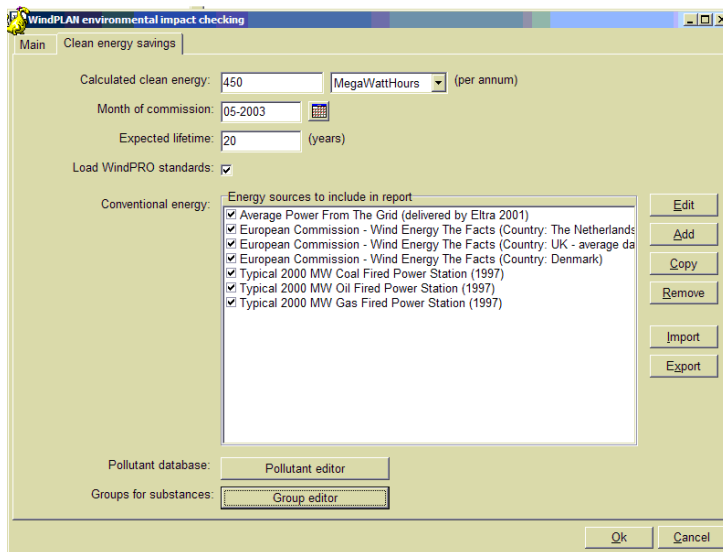 WindPLAN environmental impact checking
Main Clean energy savings
Calculated clean energy: 450 MegaWattHours (per annum)
Month of commission: 05-2003
Expected lifetime: 20 (years)
Load WindPRO standards:
Conventional energy:
Energy sources to include in report
Average Power From The Grid (delivered by Eltra 2001)
European Commission - Wind Energy The Facts (Country: The Netherlands
European Commission - Wind Energy The Facts (Country: UK - average da
European Commission - Wind Energy The Facts (Country: Denmark)
Typical 2000 MW Coal Fired Power Station (1997)
Typical 2000 MW Oil Fired Power Station (1997)
Typical 2000 MW Gas Fired Power Station (1997)
Edit
Add
Copy
Remove
Import
Export
Pollutant database: Pollutant editor
Groups for substances: Group editor
Ok Cancel